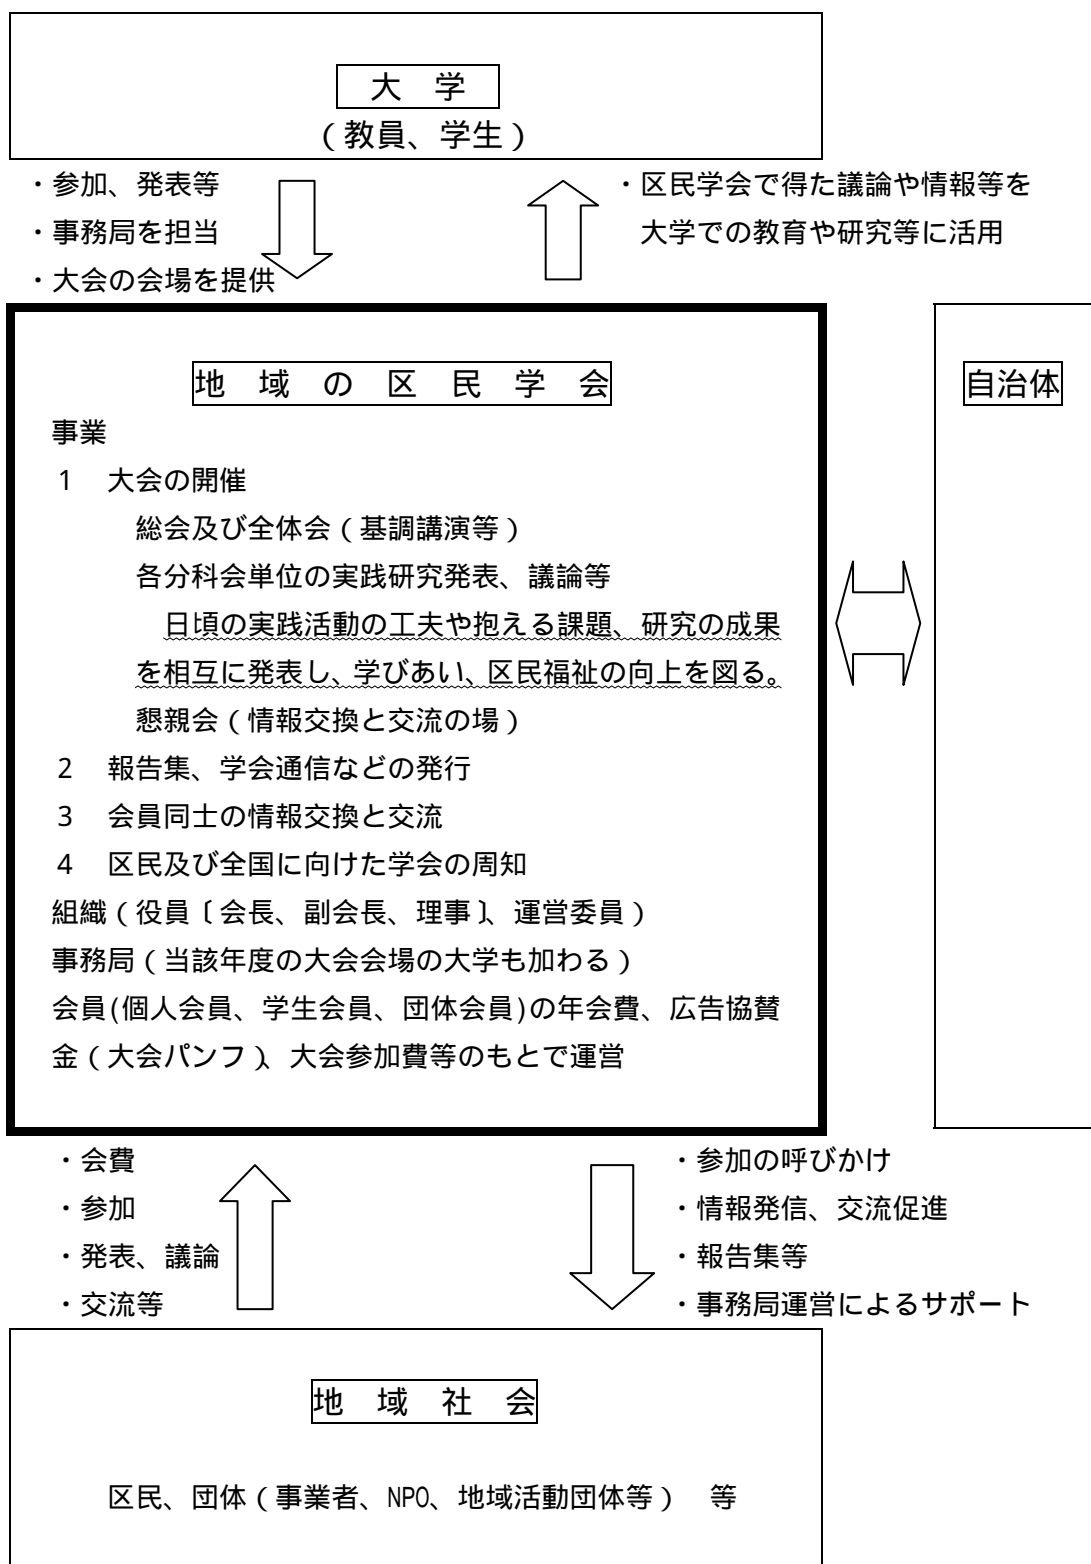 大 学
（教員、学生）
・参加、発表等
・事務局を担当
・大会の会場を提供
・区民学会で得た議論や情報等を
大学での教育や研究等に活用
地 域 の 区 民 学 会
事業
1 大会の開催
総会及び全体会（基調講演等）
各分科会単位の実践研究発表、議論等
日頃の実践活動の工夫や抱える課題、研究の成果
を相互に発表し、学びあい、区民福祉の向上を図る。
懇親会（情報交換と交流の場）
2 報告集、学会通信などの発行
3 会員同士の情報交換と交流
4 区民及び全国に向けた学会の周知
組織（役員〔会長、副会長、理事〕、運営委員）
事務局（当該年度の大会会場の大学も加わる）
会員(個人会員、学生会員、団体会員)の年会費、広告協賛
金（大会パンフ）、大会参加費等のもとで運営
自治体
・会費
・参加
・発表、議論
・交流等
・参加の呼びかけ
・情報発信、交流促進
・報告集等
・事務局運営によるサポート
地 域 社 会
区民、団体（事業者、NPO、地域活動団体等） 等